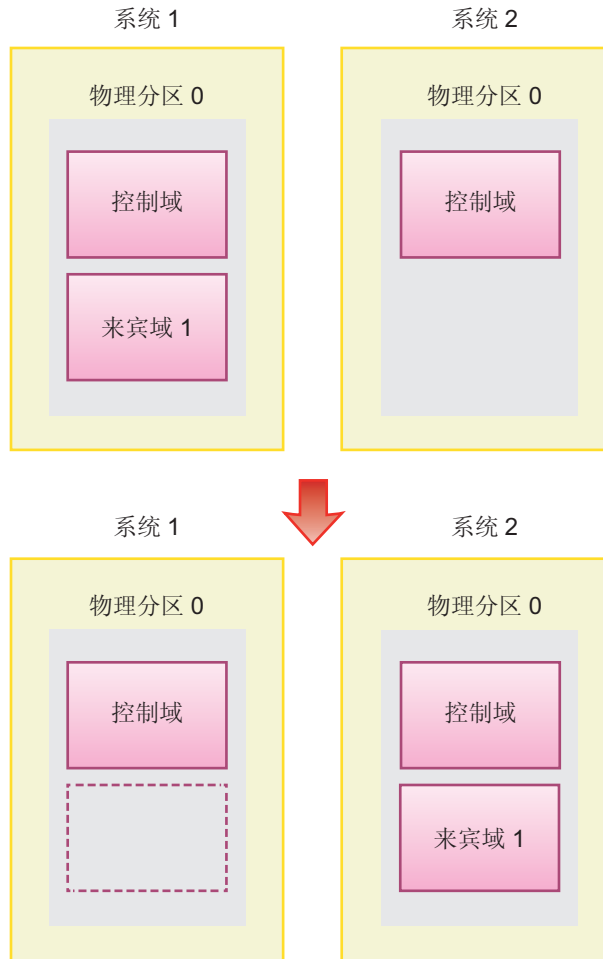 系统 1
系统 2
物理分区 0
物理分区 0
控制域
控制域
来宾域 1
系统 1
系统 2
物理分区 0
物理分区 0
控制域
控制域
来宾域 1